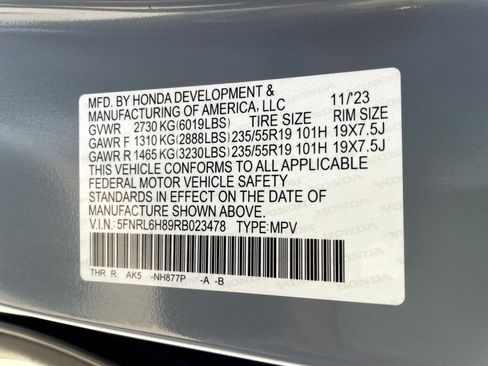 MFD. BY HONDA DEVELOPMENT &
MANUFACTURING OF AMERICA, LLC 11/'23
GVWR 2730 KG(6019LBS) TIRE SIZE RIM SIZE
GAWR F 1310 KG(2888LBS) 235/55R19 101H 19X7.5J
GAWR R 1465 KG(3230LBS) 235/55R19 101H 19X7.5J
THIS VEHICLE CONFORMS TO ALL APPLICABLE
FEDERAL MOTOR VEHICLE SAFETY
STANDARDS IN EFFECT ON THE DATE OF
MANUFACTURE SHOWN ABOVE.
V.I.N.: 5FNRL6H89RB023478 TYPE: MPV
THR R AK5 -NH877P -A -B